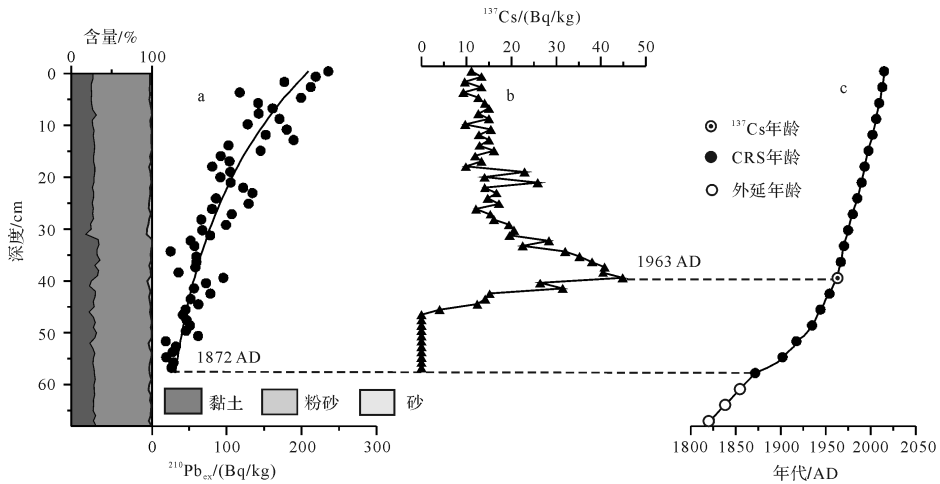 含量/%
0 100
0
10
20
30
40
50
60
深度/cm
a
1872 AD
黏土 粉砂 砂
0 100 200 300
²¹⁰Pbₑₓ/(Bq/kg)
¹³⁷Cs/(Bq/kg)
0 10 20 30 40 50
b
1963 AD
c
¹³⁷Cs年龄
CRS年龄
外延年龄
1800 1850 1900 1950 2000 2050
年代/AD